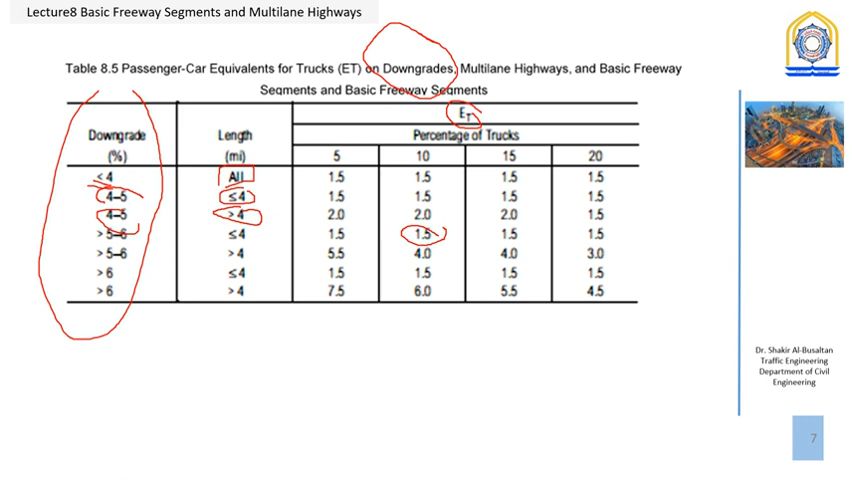 Lecture8 Basic Freeway Segments and Multilane Highways
Table 8.5 Passenger-Car Equivalents for Trucks (ET) on Downgrades, Multilane Highways, and Basic Freeway
Segments and Basic Freeway Segments
ET
Downgrade Length Percentage of Trucks
(%) (mi) 5 10 15 20
<4 All 1.5 1.5 1.5 1.5
4–5 ≤4 1.5 1.5 1.5 1.5
4–5 >4 2.0 2.0 2.0 1.5
>5–6 ≤4 1.5 1.5 1.5 1.5
>5–6 >4 5.5 4.0 4.0 3.0
>6 ≤4 1.5 1.5 1.5 1.5
>6 >4 7.5 6.0 5.5 4.5
Dr. Shakir Al-Busaltan
Traffic Engineering
Department of Civil
Engineering
7